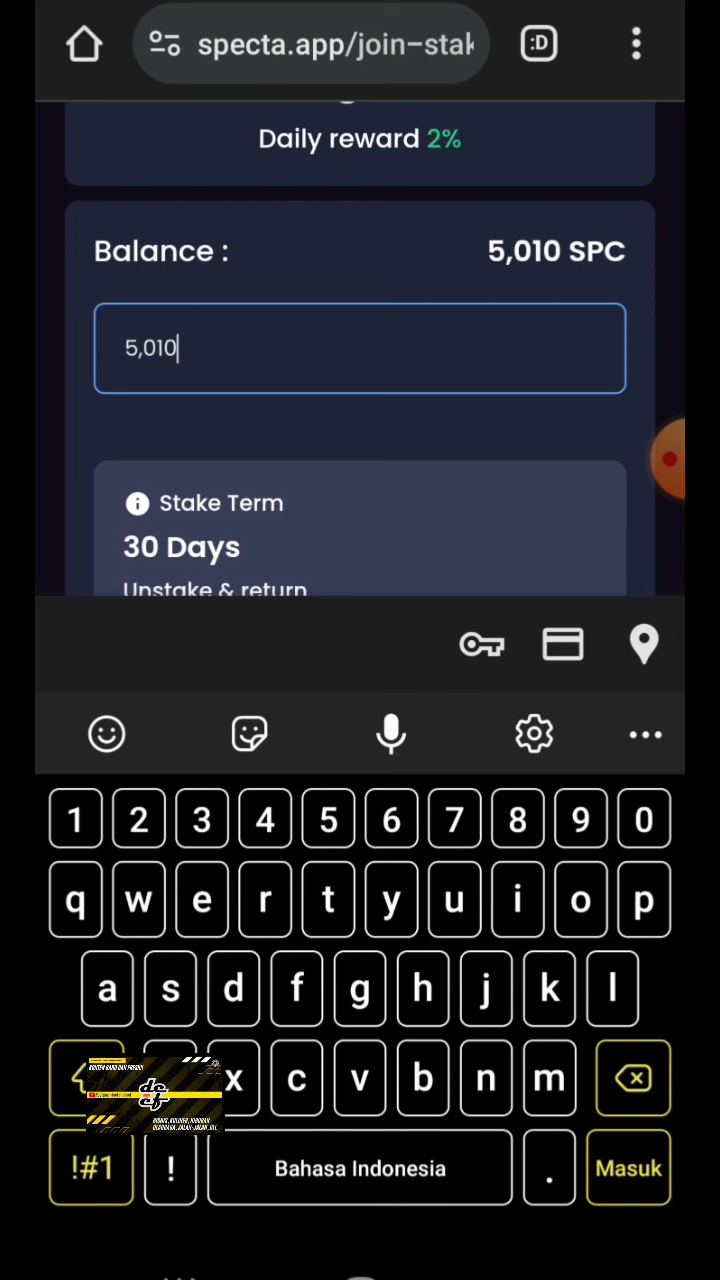 specta.app/join-stak
Daily reward 2%
Balance :
5,010 SPC
5,010
Stake Term
30 Days
Unstake & return
1 2 3 4 5 6 7 8 9 0
q w e r t y u i o p
a s d f g h j k l
x c v b n m
!#1 ! Bahasa Indonesia . Masuk